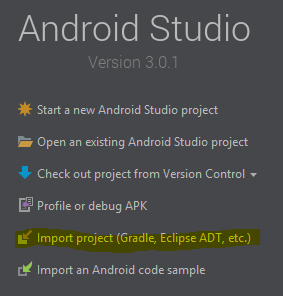 Android Studio
Version 3.0.1
Start a new Android Studio project
Open an existing Android Studio project
Check out project from Version Control
Profile or debug APK
Import project (Gradle, Eclipse ADT, etc.)
Import an Android code sample